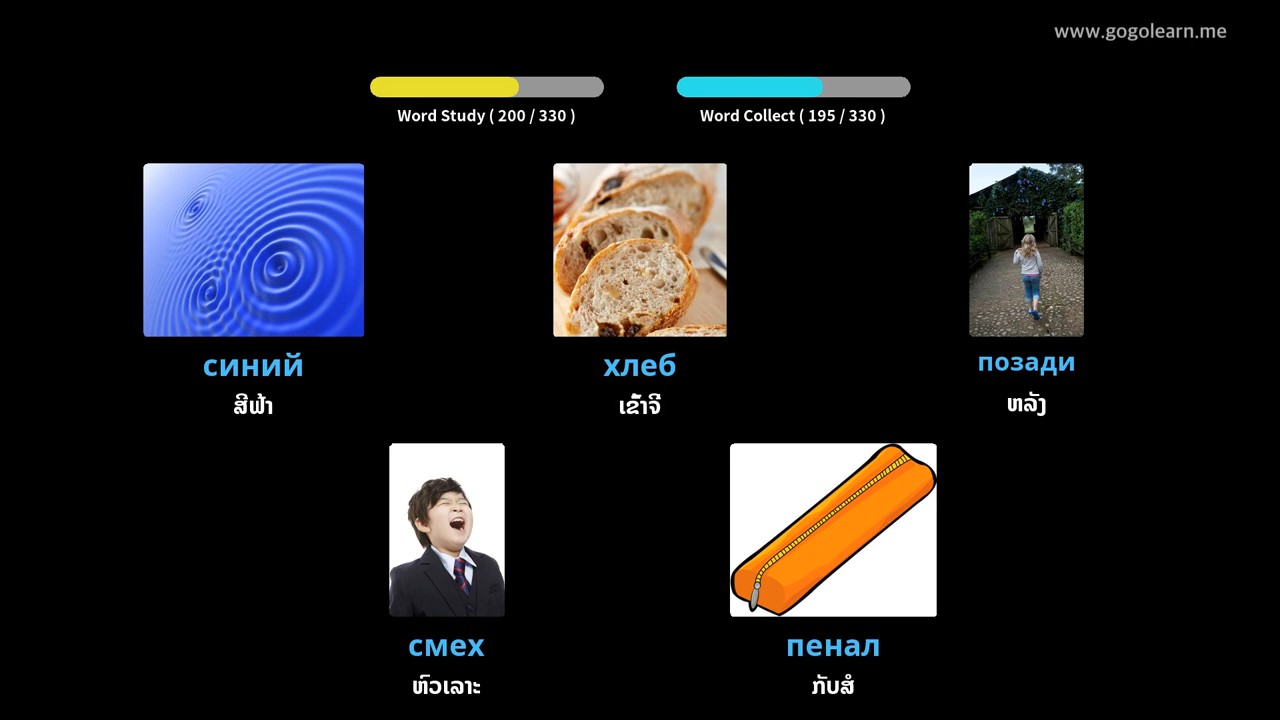 www.gogolearn.me
Word Study ( 200 / 330 )
Word Collect ( 195 / 330 )
синий
хлеб
позади
ສີຟ້າ
ເຂົ້າຈີ
ຫລັງ
смех
пенал
ຫົວເລາະ
ກັບສໍ